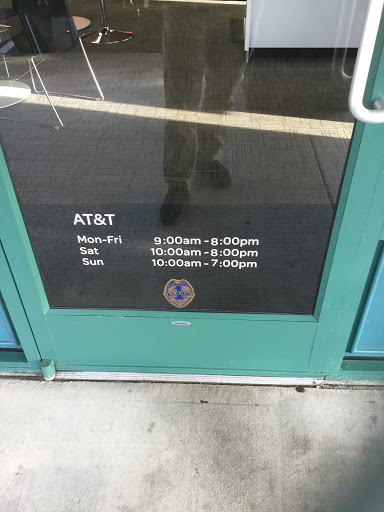 AT&T
Mon-Fri 9:00am - 8:00pm
Sat 10:00am - 8:00pm
Sun 10:00am - 7:00pm